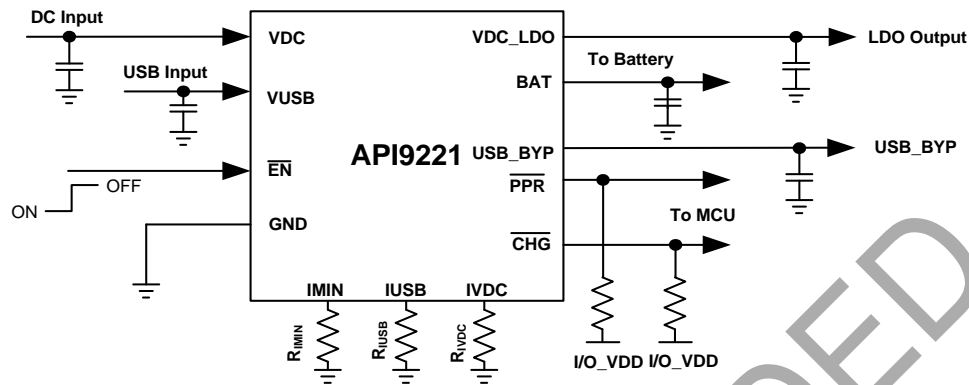 DC Input
VDC
VDC_LDO
LDO Output
USB Input
To Battery
BAT
VUSB
API9221
USB_BYP
USB_BYP
EN
OFF
ON
PPR
GND
To MCU
CHG
IMIN
IUSB
IVDC
RIMIN
RIUSB
RIVDC
I/O_VDD
I/O_VDD